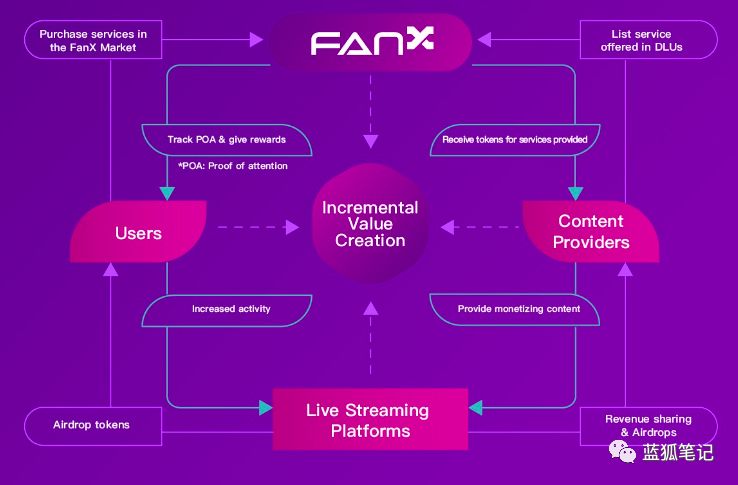 Purchase services in
the FanX Market
FANX
List service
offered in DLUs
Track POA & give rewards
*POA: Proof of attention
Receive tokens for services provided
Users
Incremental
Value
Creation
Content
Providers
Increased activity
Provide monetizing content
Airdrop tokens
Live Streaming
Platforms
Revenue sharing
& Airdrops
蓝狐笔记